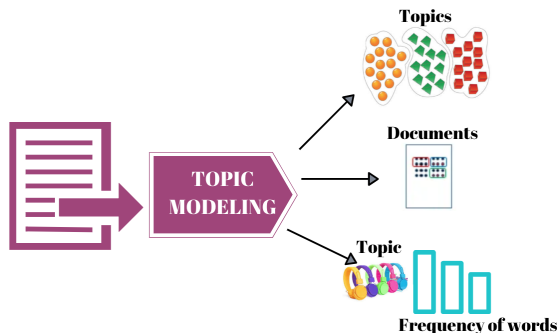 Topics
TOPIC
MODELING
Documents
Topic
Frequency of words